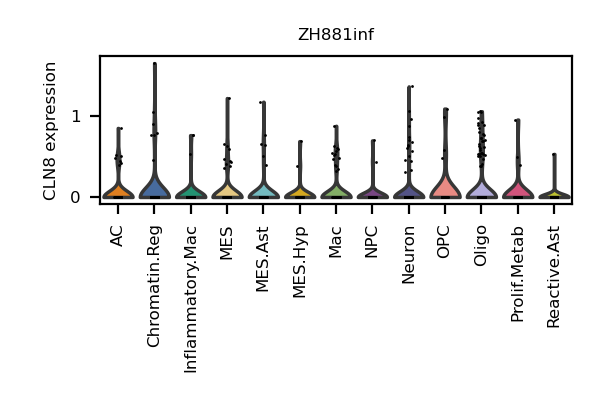 ZH881inf
CLN8 expression
1
0
AC
Chromatin.Reg
Inflammatory.Mac
MES
MES.Ast
MES.Hyp
Mac
NPC
Neuron
OPC
Oligo
Prolif.Metab
Reactive.Ast